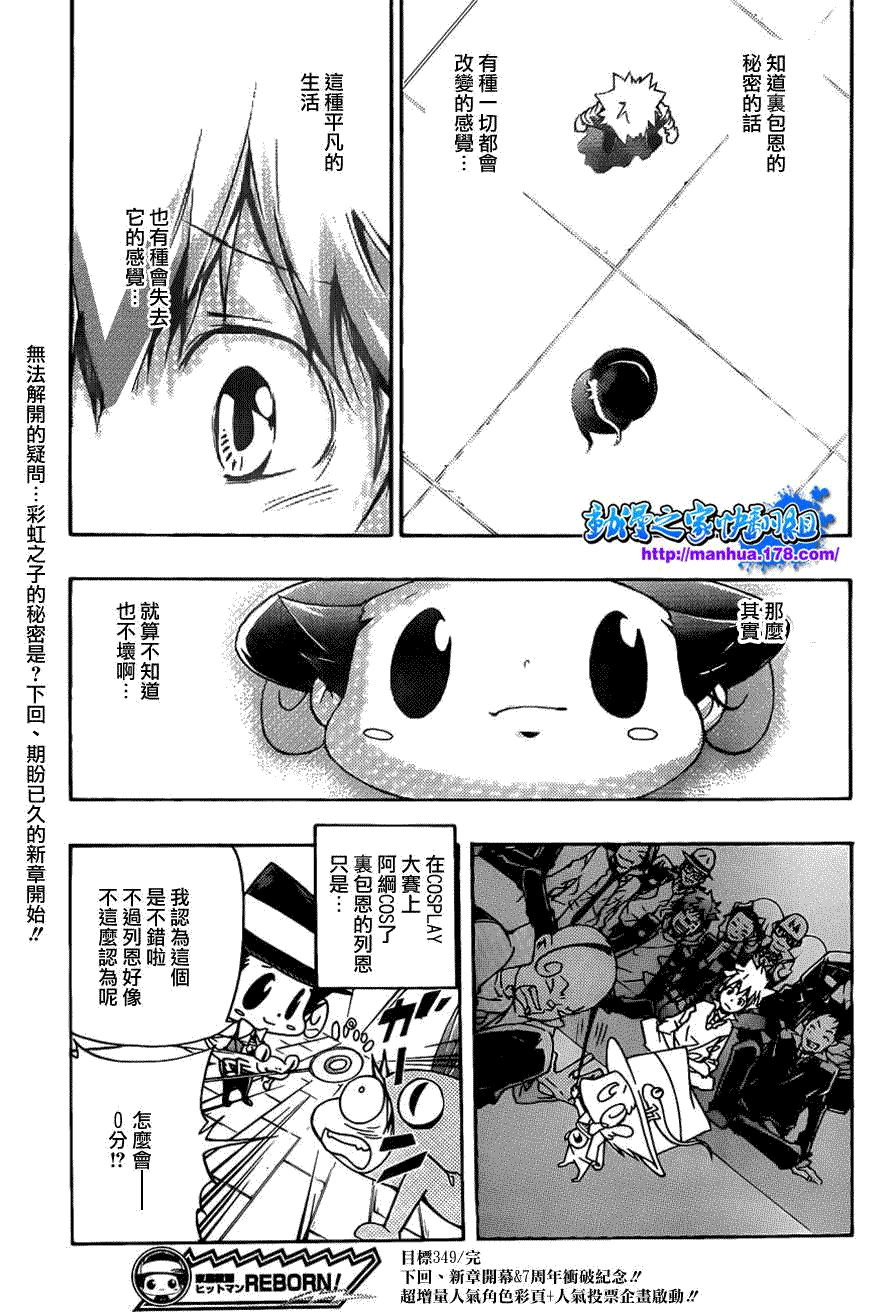 知道裏包恩的
秘密的話
有種一切都會
改變的感覺…
這種平凡的
生活
也有種會失去
它的感覺…
動漫之家快翻組
http://manhua.178.com/
那麼
其實
就算不知道
也不壞啊…
在COSPLAY
大賽上
阿綱COS了
裏包恩的列恩
只是…
ガーン
我認為這個
是不錯啦
不過列恩好像
不這麼認為呢
怎麼會——
0分!?
無法解開的疑問…彩虹之子的秘密是?下回、期盼已久的新章開始!!
家庭教師
ヒットマンREBORN!
目標349/完
下回、新章開幕&7周年衝破紀念!!
超增量人氣角色彩頁+人氣投票企畫啟動!!